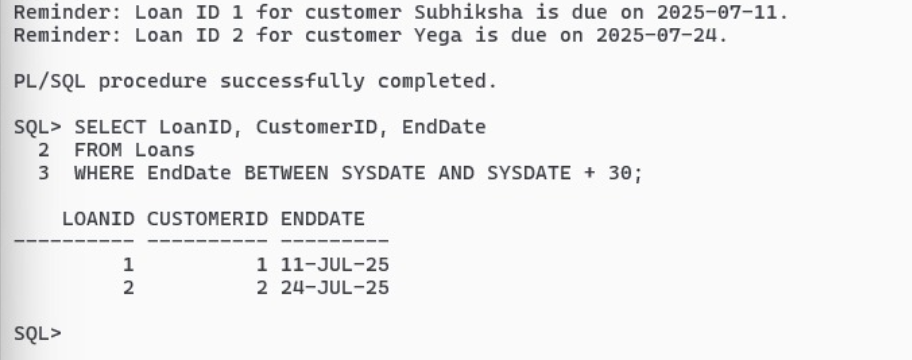 Reminder: Loan ID 1 for customer Subhiksha is due on 2025-07-11.
Reminder: Loan ID 2 for customer Yega is due on 2025-07-24.
PL/SQL procedure successfully completed.
SQL> SELECT LoanID, CustomerID, EndDate
  2  FROM Loans
  3  WHERE EndDate BETWEEN SYSDATE AND SYSDATE + 30;
    LOANID CUSTOMERID ENDDATE
---------- ---------- ---------
         1          1 11-JUL-25
         2          2 24-JUL-25
SQL>